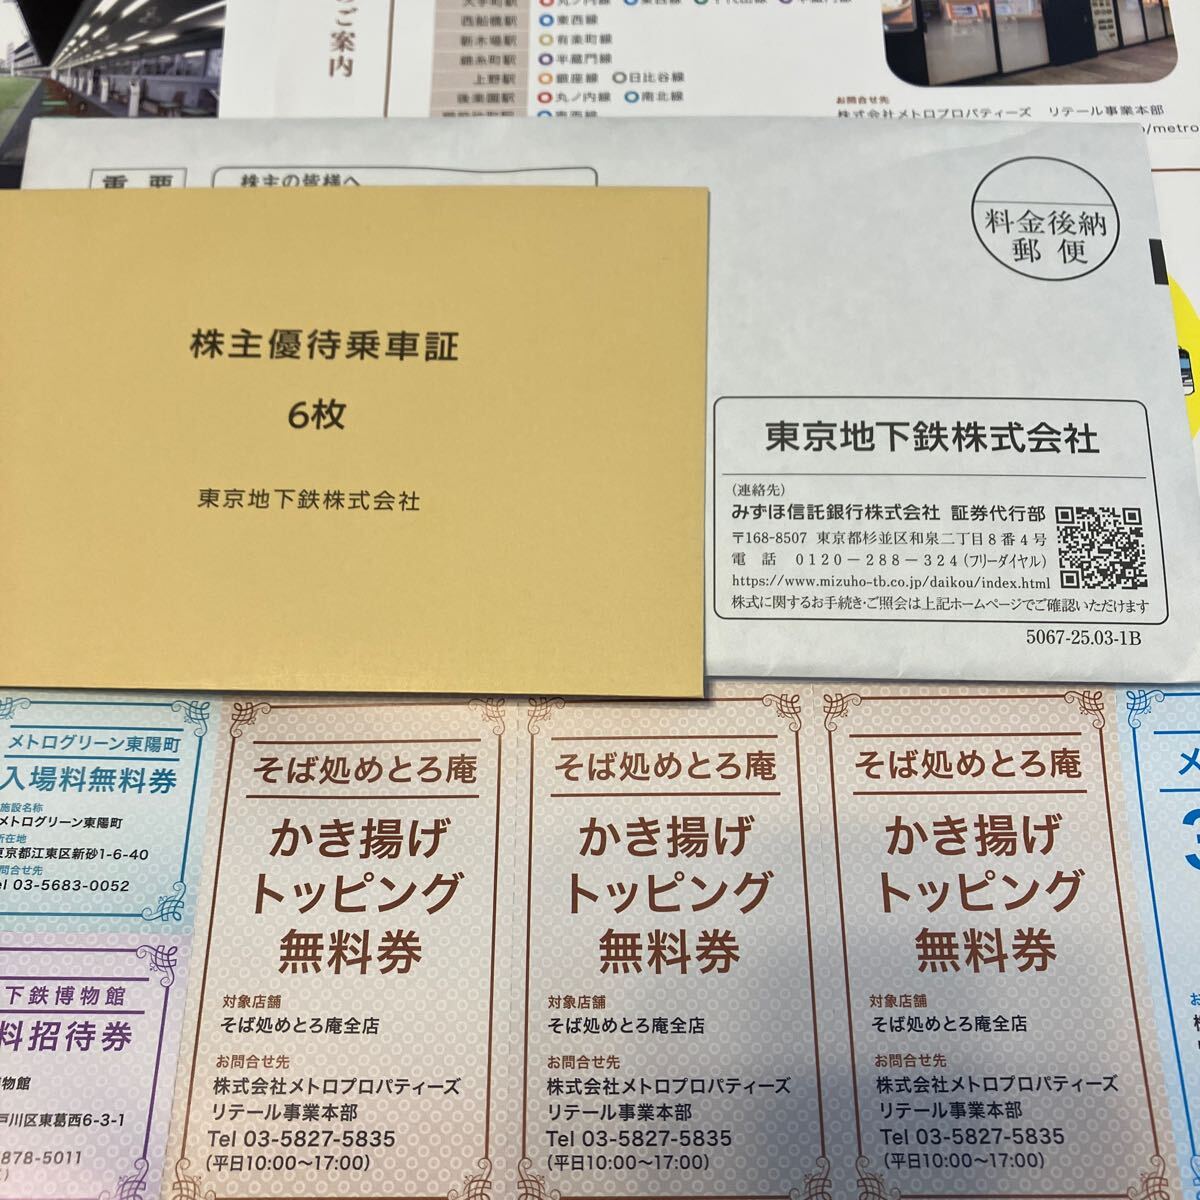 のご案内
大手町駅 丸ノ内線 東西線 千代田線 半蔵門線
西船橋駅 東西線
新木場駅 有楽町線
錦糸町駅 半蔵門線
上野駅 銀座線 日比谷線
後楽園駅 丸ノ内線 南北線
東西線
お問合せ先
株式会社メトロプロパティーズ リテール事業本部
/metro
重要
株主の皆様へ
料金後納
郵便
株主優待乗車証
6枚
東京地下鉄株式会社
東京地下鉄株式会社
(連絡先)
みずほ信託銀行株式会社 証券代行部
〒168-8507 東京都杉並区和泉二丁目8番4号
電話 0120-288-324(フリーダイヤル)
https://www.mizuho-tb.co.jp/daikou/index.html
株式に関するお手続き・ご照会は上記ホームページでご確認いただけます
5067-25.03-1B
メトログリーン東陽町
入場料無料券
施設名称
メトログリーン東陽町
所在地
東京都江東区新砂1-6-40
問合せ先
Tel 03-5683-0052
下鉄博物館
料招待券
博物館
戸川区東葛西6-3-1
878-5011
そば処めとろ庵
かき揚げ
トッピング
無料券
対象店舗
そば処めとろ庵全店
お問合せ先
株式会社メトロプロパティーズ
リテール事業本部
Tel 03-5827-5835
(平日10:00〜17:00)
そば処めとろ庵
かき揚げ
トッピング
無料券
対象店舗
そば処めとろ庵全店
お問合せ先
株式会社メトロプロパティーズ
リテール事業本部
Tel 03-5827-5835
(平日10:00〜17:00)
そば処めとろ庵
かき揚げ
トッピング
無料券
対象店舗
そば処めとろ庵全店
お問合せ先
株式会社メトロプロパティーズ
リテール事業本部
Tel 03-5827-5835
(平日10:00〜17:00)
メ
3